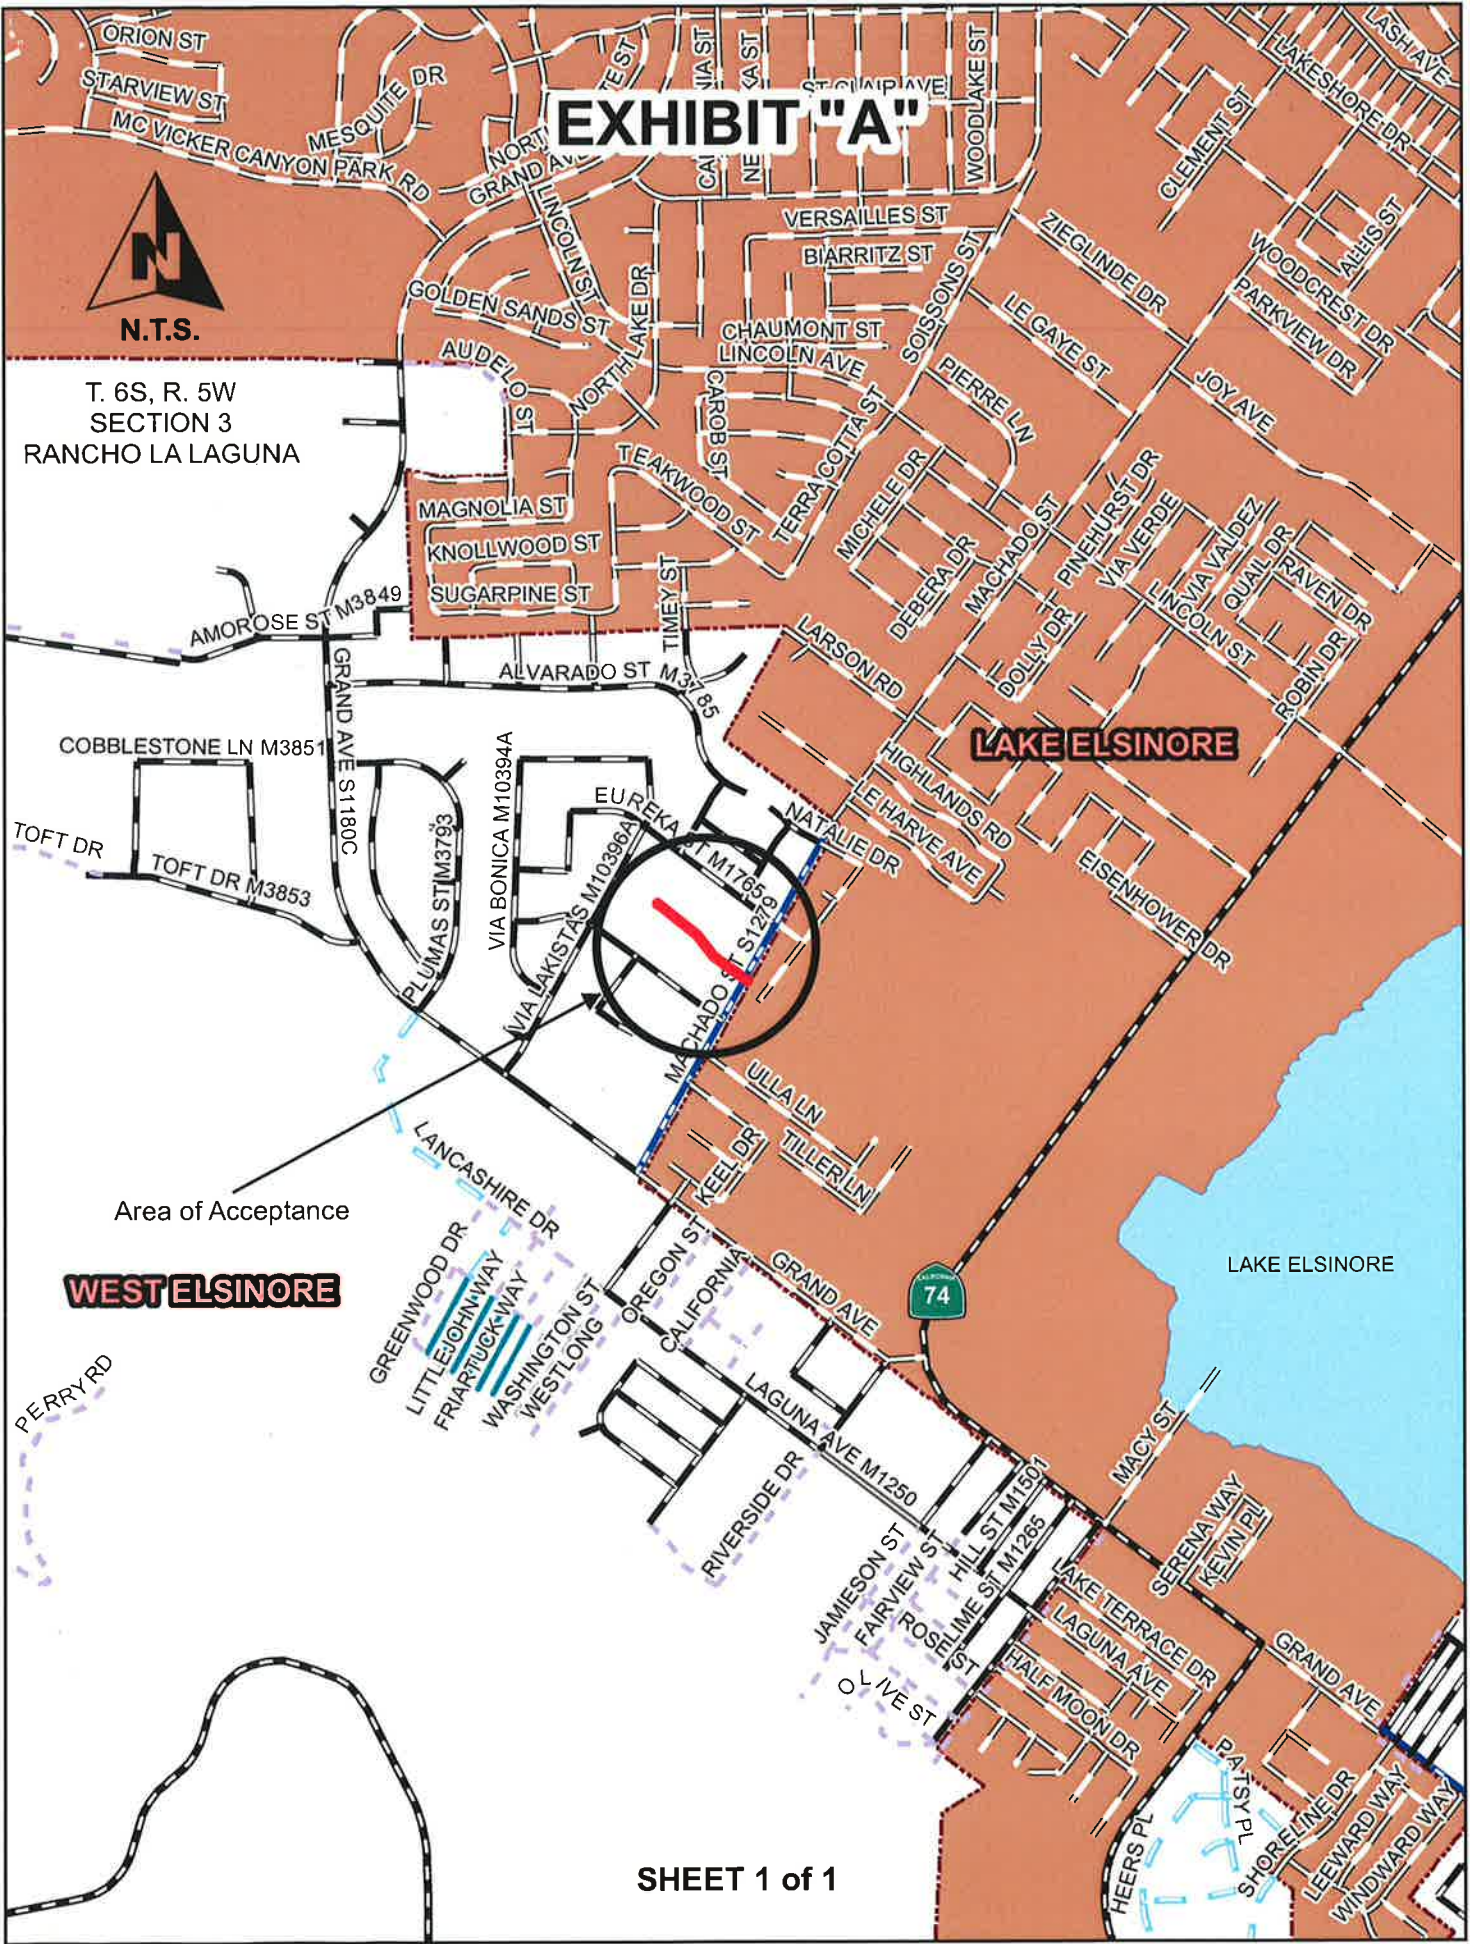 ORION ST
STARVIEW ST
MC VICKER CANYON PARK RD
MESQUITE DR
GRAND AV
LINCOLN ST
ST CLAIR AVE
WOODLAKE ST
CLEMENT ST
LAKESHORE DR
LASH AVE
EXHIBIT "A"
N
N.T.S.
VERSAILLES ST
BIARRITZ ST
SOISSONS ST
ZIEGLINDE DR
ALLIS ST
WOODCREST DR
PARKVIEW DR
GOLDEN SANDS ST
NORTHLAKE DR
CHAUMONT ST
LINCOLN AVE
LE GAYE ST
JOY AVE
AUDELO ST
CAROB ST
PIERRE LN
T. 6S, R. 5W
SECTION 3
RANCHO LA LAGUNA
TEAKWOOD ST
TERRA COTTA ST
MAGNOLIA ST
KNOLLWOOD ST
SUGARPINE ST
TIMEY ST
MICHELE DR
DEBERA DR
MACHADO ST
DOLLY DR
PINEHURST DR
VIA VERDE
VIA VALDEZ
QUAIL DR
RAVEN DR
LINCOLN ST
ROBIN DR
AMOROSE ST M3849
GRAND AVE S1180C
ALVARADO ST M3785
LARSON RD
LAKE ELSINORE
COBBLESTONE LN M3851
VIA BONICA M10394A
EUREKA ST M1765
NATALIE DR
HIGHLANDS RD
LE HARVE AVE
EISENHOWER DR
TOFT DR
TOFT DR M3853
PLUMAS ST M3793
VIA LAKISTAS M10396A
MACHADO ST S1279
ULLA LN
TILLER LN
KEEL DR
Area of Acceptance
LANCASHIRE DR
WEST ELSINORE
GREENWOOD DR
LITTLEJOHN WAY
FRIARTUCK WAY
WASHINGTON ST
WESTLONG
OREGON ST
CALIFORNIA
GRAND AVE
CALIFORNIA
74
LAKE ELSINORE
PERRY RD
LAGUNA AVE M1250
RIVERSIDE DR
MACY ST
JAMIESON ST
FAIRVIEW ST
HILL ST M1501
LIME ST M1265
ROSE ST
OLIVE ST
SERENA WAY
KEVIN PL
LAKE TERRACE DR
LAGUNA AVE
HALF MOON DR
GRAND AVE
PATSY PL
HEERS PL
SHORELINE DR
LEEWARD WAY
WINDWARD WAY
SHEET 1 of 1